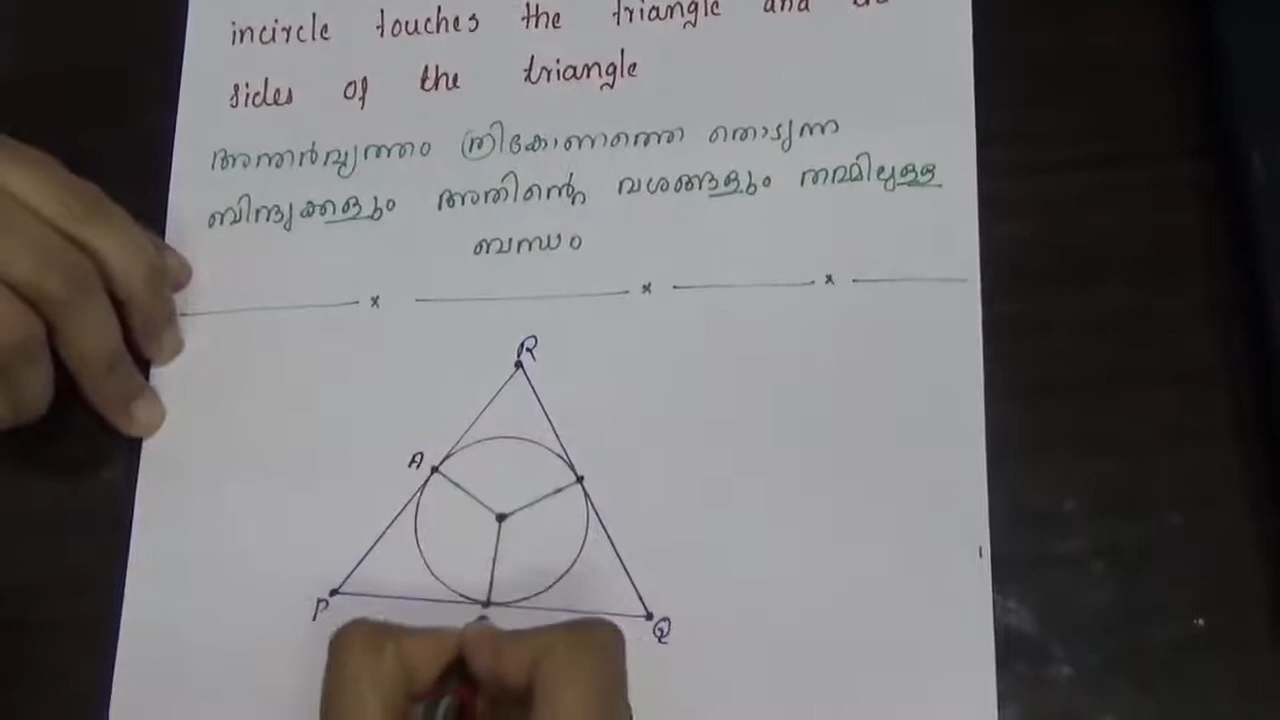 incircle touches the triangle and
sides of the triangle
അന്തർവൃത്തം ത്രികോണത്തെ തൊടുന്ന
ബിന്ദുക്കളും അതിന്റെ വശങ്ങളും തമ്മിലുള്ള
ബന്ധം
R
A
P
Q